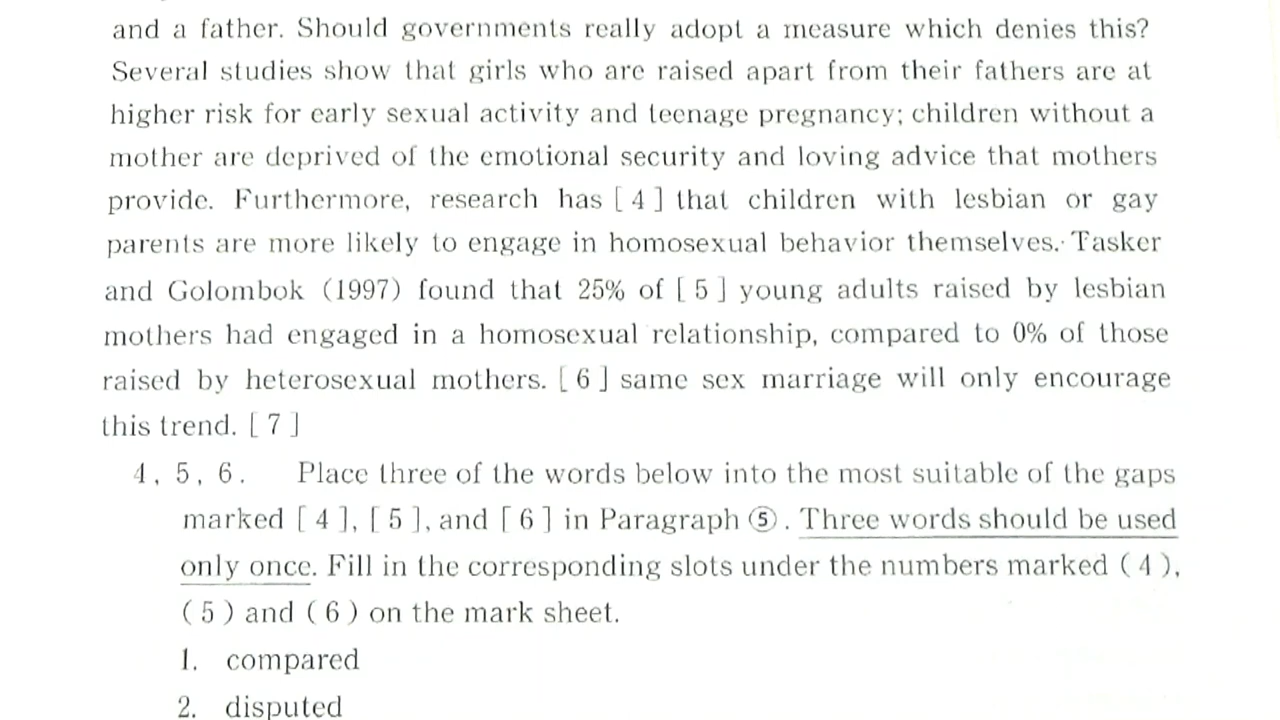 and a father. Should governments really adopt a measure which denies this?
Several studies show that girls who are raised apart from their fathers are at
higher risk for early sexual activity and teenage pregnancy; children without a
mother are deprived of the emotional security and loving advice that mothers
provide. Furthermore, research has [ 4 ] that children with lesbian or gay
parents are more likely to engage in homosexual behavior themselves. Tasker
and Golombok (1997) found that 25% of [ 5 ] young adults raised by lesbian
mothers had engaged in a homosexual relationship, compared to 0% of those
raised by heterosexual mothers. [ 6 ] same sex marriage will only encourage
this trend. [ 7 ]
4, 5, 6. Place three of the words below into the most suitable of the gaps
marked [ 4 ], [ 5 ], and [ 6 ] in Paragraph ⑤. Three words should be used
only once. Fill in the corresponding slots under the numbers marked ( 4 ),
( 5 ) and ( 6 ) on the mark sheet.
1. compared
2. disputed